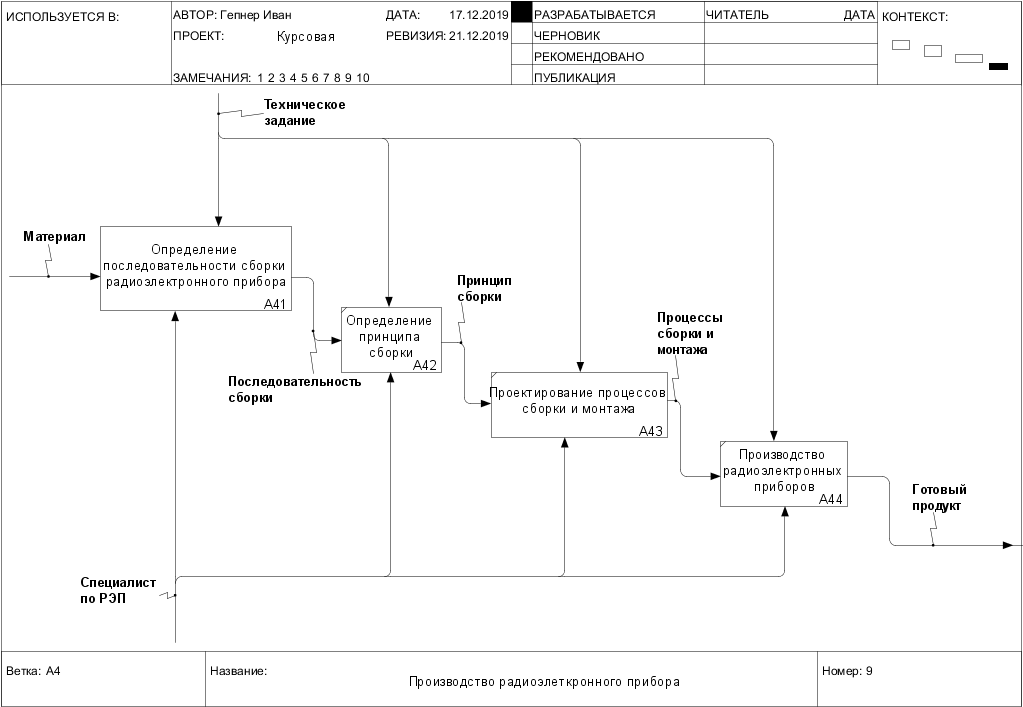 ИСПОЛЬЗУЕТСЯ В:
АВТОР: Гепнер Иван
ДАТА: 17.12.2019
РАЗРАБАТЫВАЕТСЯ
ЧИТАТЕЛЬ
ДАТА
КОНТЕКСТ:
ПРОЕКТ: Курсовая
РЕВИЗИЯ: 21.12.2019
ЧЕРНОВИК
РЕКОМЕНДОВАНО
ЗАМЕЧАНИЯ: 1 2 3 4 5 6 7 8 9 10
ПУБЛИКАЦИЯ
Техническое
задание
Материал
Определение
последовательности сборки
радиоэлектронного прибора
A41
Последовательность
сборки
Определение
принципа
сборки
A42
Принцип
сборки
Проектирование процессов
сборки и монтажа
A43
Процессы
сборки и
монтажа
Производство
радиоэлектронных
приборов
A44
Готовый
продукт
Специалист
по РЭП
Ветка: A4
Название:
Производство радиоэлеткронного прибора
Номер: 9